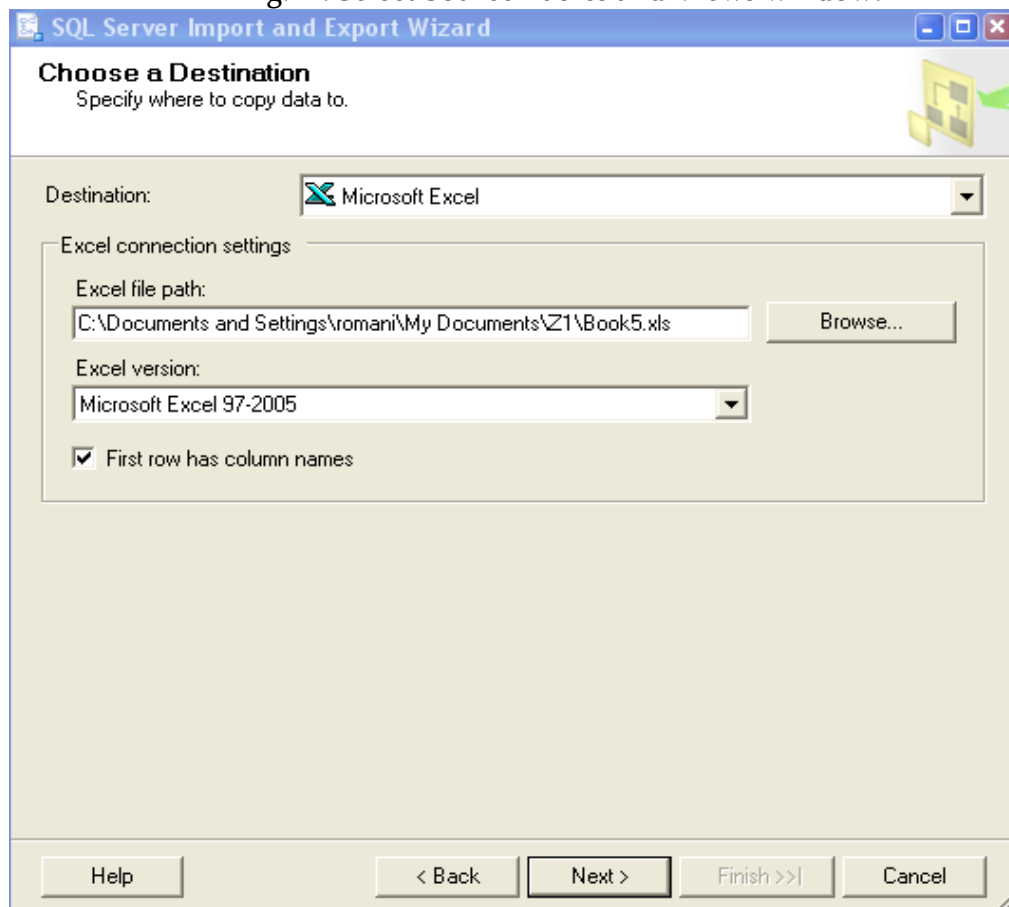 SQL Server Import and Export Wizard
Choose a Destination
Specify where to copy data to.
Destination: Microsoft Excel
Excel connection settings
Excel file path:
C:\Documents and Settings\romani\My Documents\Z1\Book5.xls Browse...
Excel version:
Microsoft Excel 97-2005
First row has column names
Help < Back Next > Finish >>| Cancel